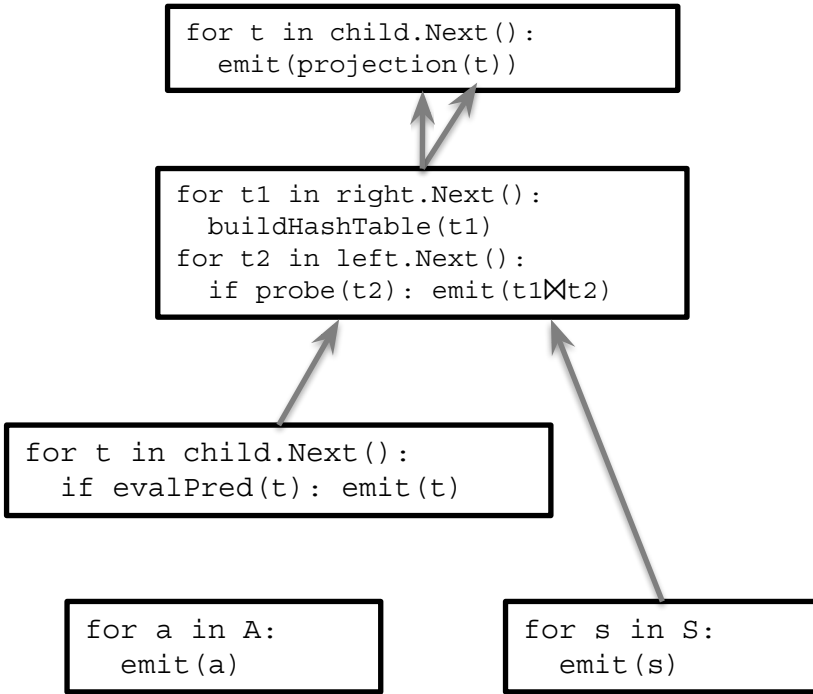 for t in child.Next():
  emit(projection(t))
for t1 in right.Next():
  buildHashTable(t1)
for t2 in left.Next():
  if probe(t2): emit(t1⋈t2)
for t in child.Next():
  if evalPred(t): emit(t)
for a in A:
  emit(a)
for s in S:
  emit(s)